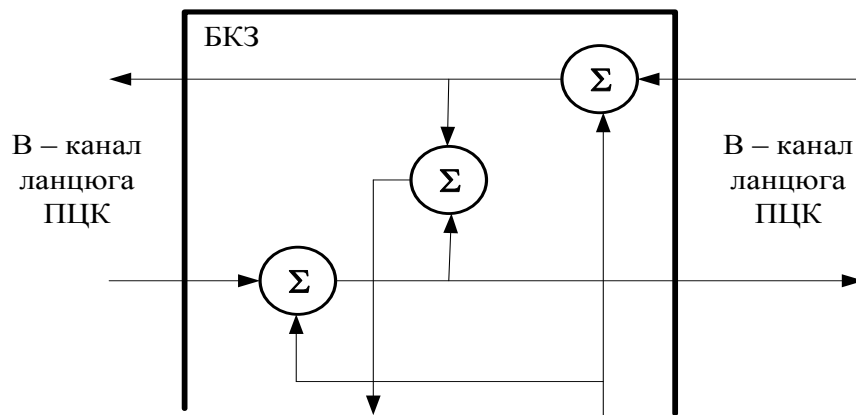 БКЗ
Σ
В – канал
ланцюга
ПЦК
Σ
В – канал
ланцюга
ПЦК
Σ